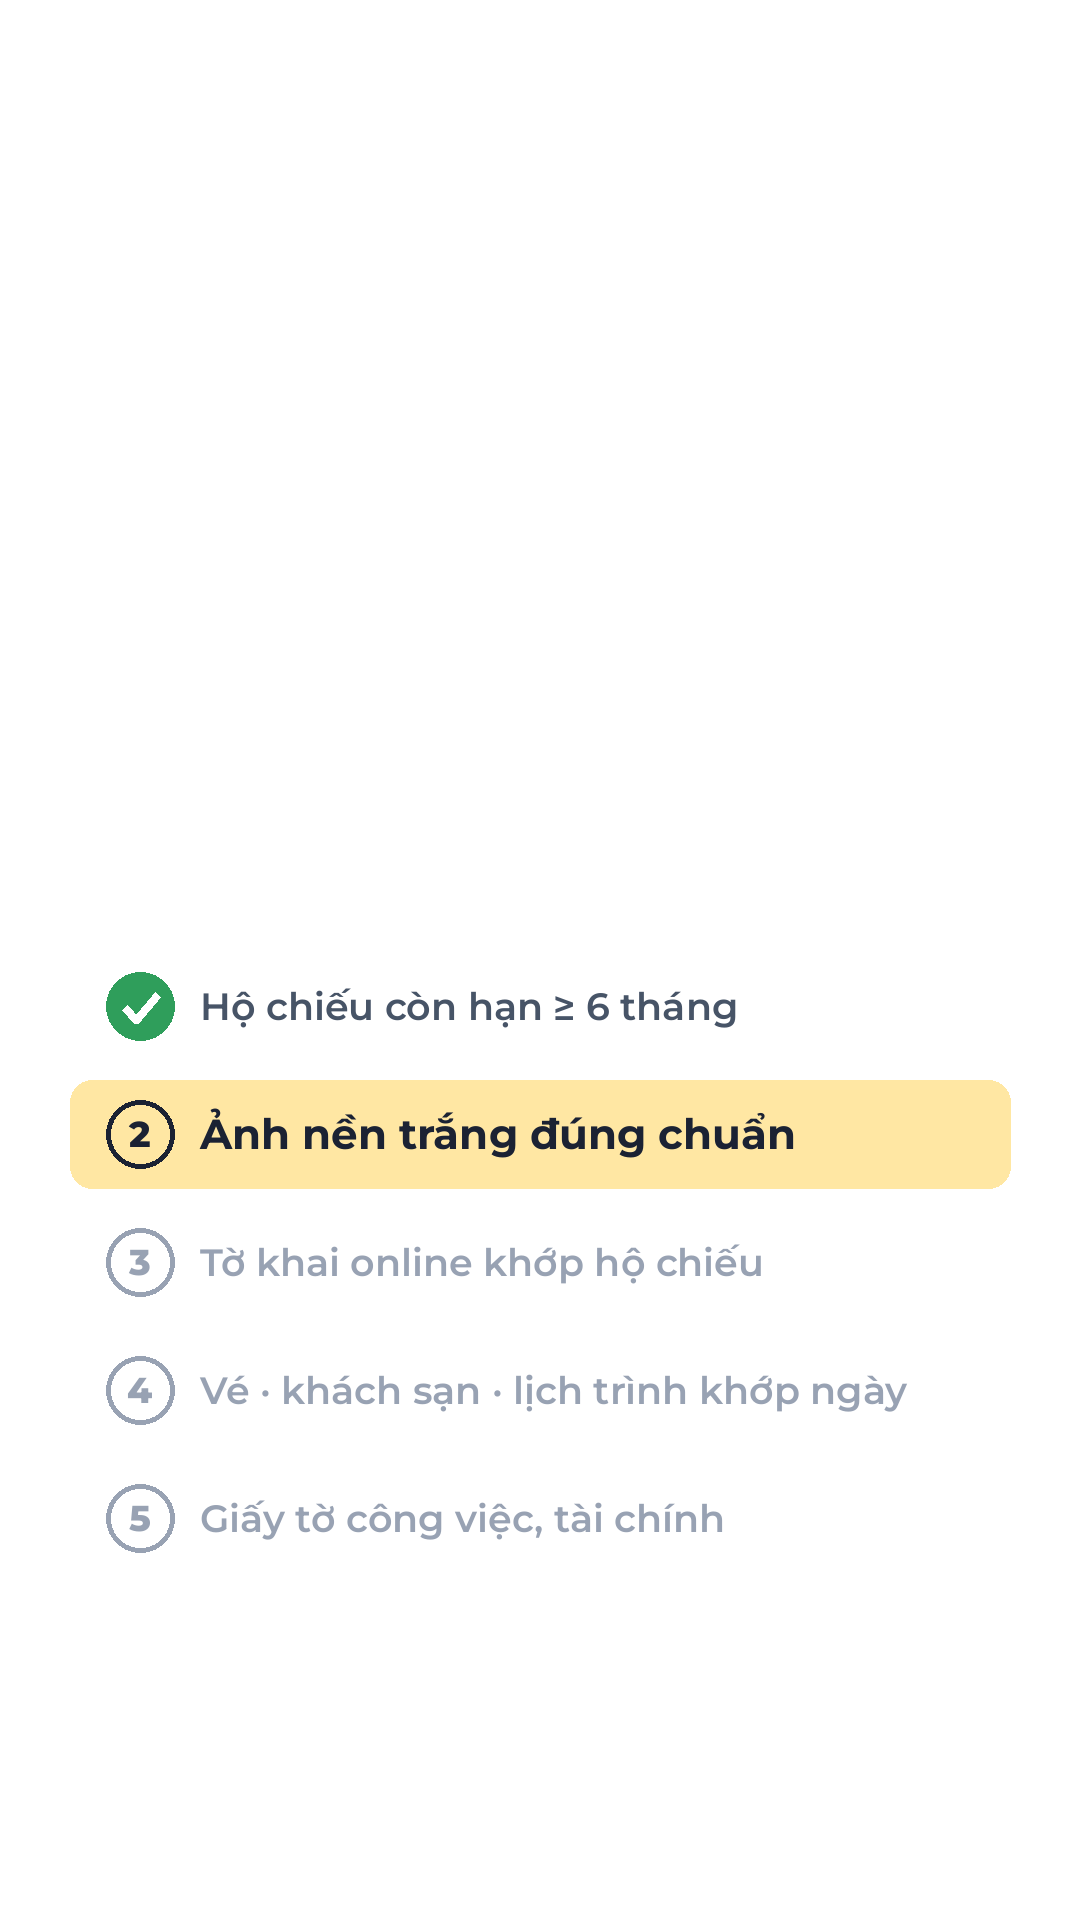 Hộ chiếu còn hạn ≥ 6 tháng
2 Ảnh nền trắng đúng chuẩn
3 Tờ khai online khớp hộ chiếu
4 Vé · khách sạn · lịch trình khớp ngày
5 Giấy tờ công việc, tài chính